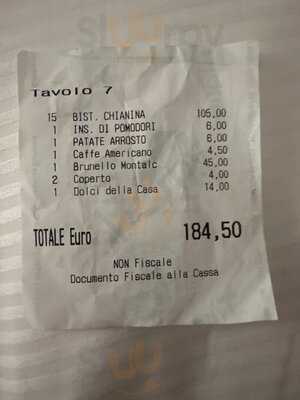 Tavolo 7
15 BIST. CHIANINA 105,00
1 INS. DI POMODORI 6,00
1 PATATE ARROSTO 6,00
1 Caffe Americano 4,50
1 Brunello Montalc 45,00
2 Coperto 4,00
1 Dolci della Casa 14,00
TOTALE Euro 184,50
NON Fiscale
Documento Fiscale alla Cassa